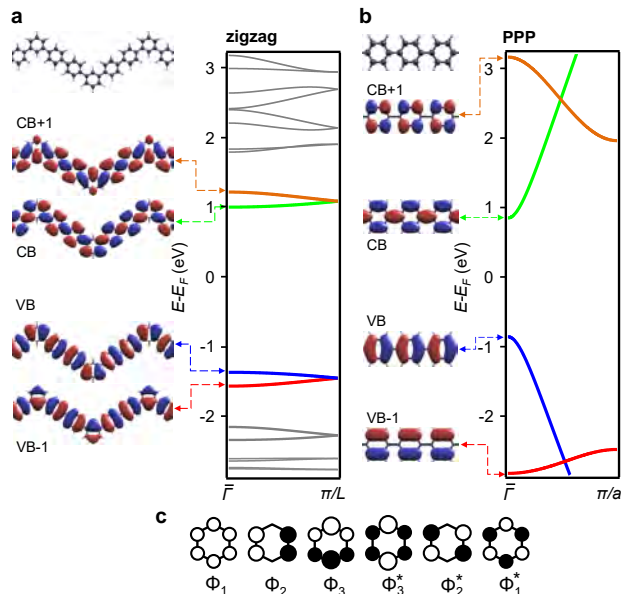 a
zigzag
CB+1
CB
VB
VB-1
E-E_F (eV)
3
2
1
0
-1
-2
Γ̅
π/L
b
PPP
CB+1
CB
VB
VB-1
E-E_F (eV)
3
2
1
0
-1
-2
Γ̅
π/a
c
Φ₁ Φ₂ Φ₃ Φ₃* Φ₂* Φ₁*